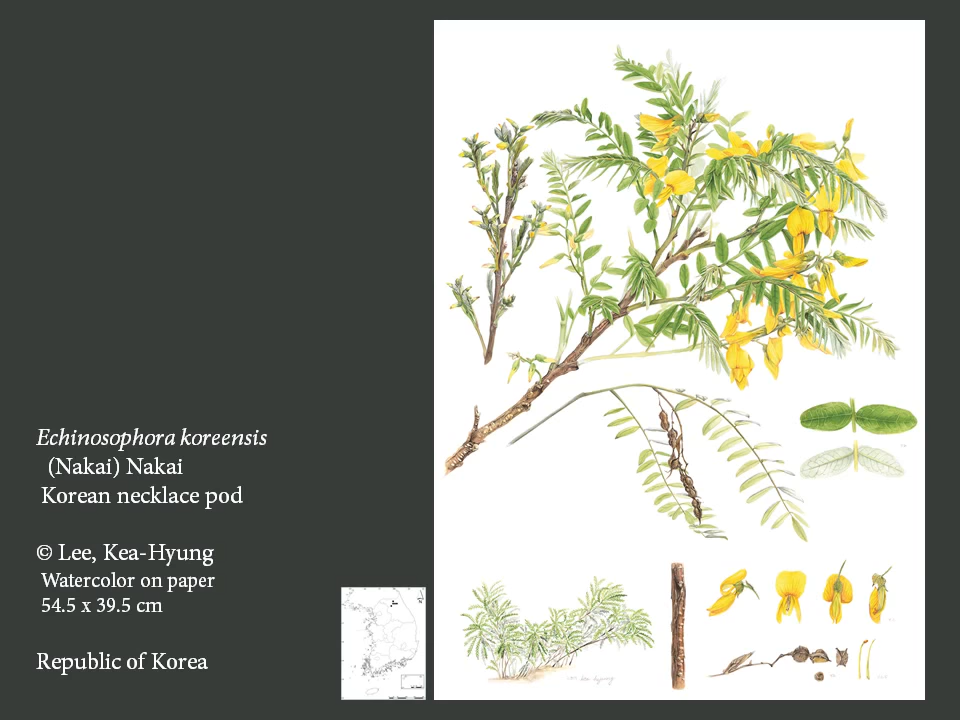 Echinosophora koreensis
(Nakai) Nakai
Korean necklace pod
© Lee, Kea-Hyung
Watercolor on paper
54.5 x 39.5 cm
Republic of Korea